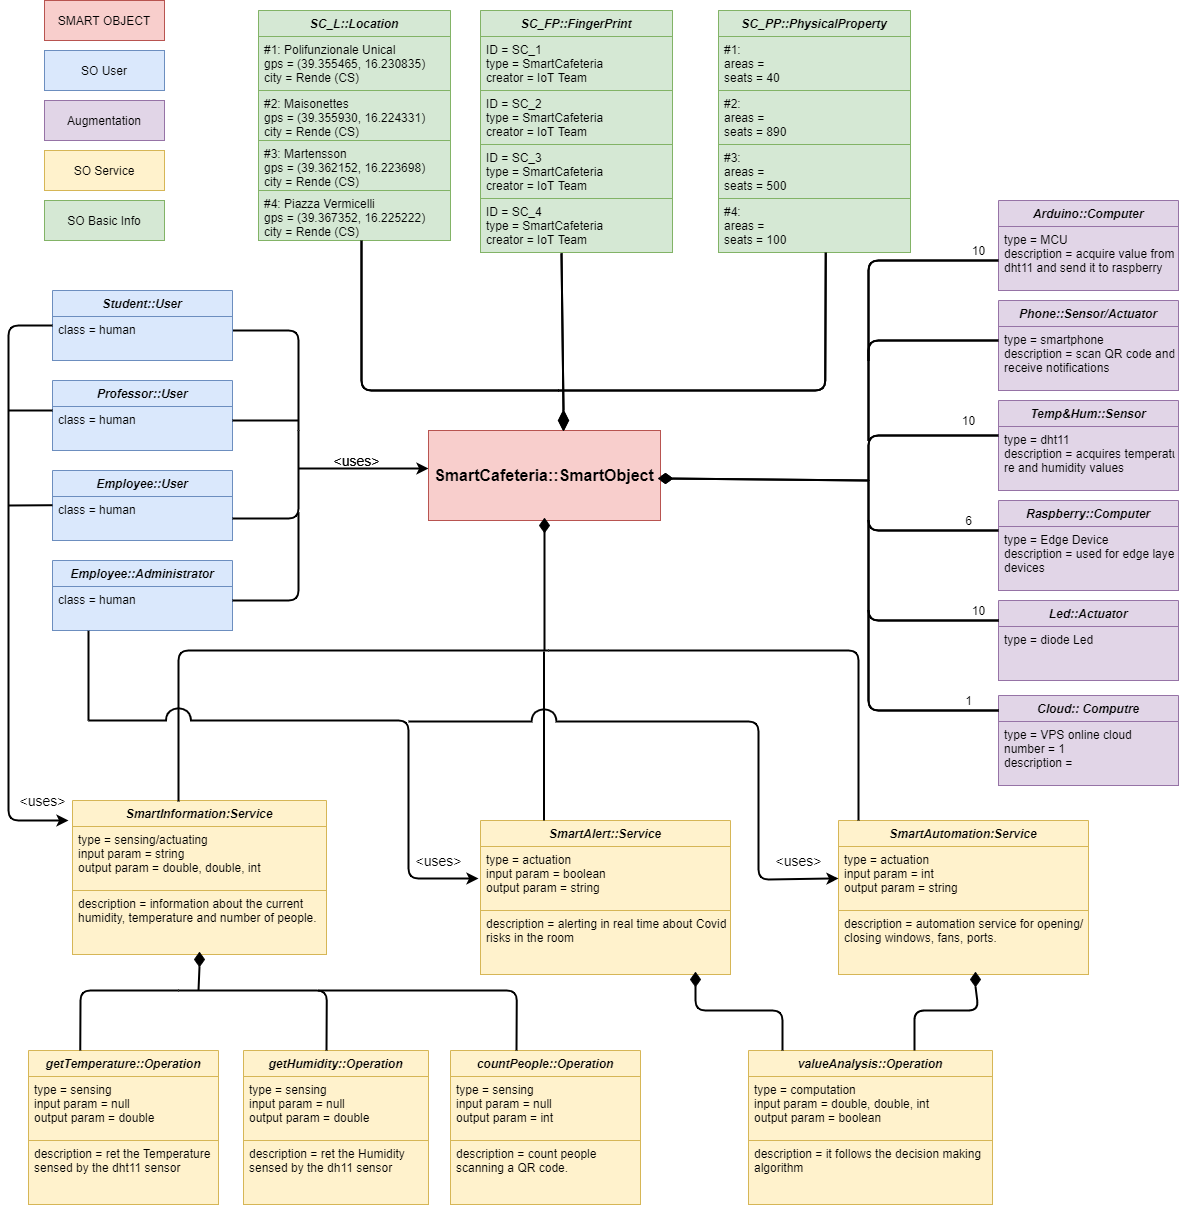 SMART OBJECT
SO User
Augmentation
SO Service
SO Basic Info
SC_L::Location
#1: Polifunzionale Unical
gps = (39.355465, 16.230835)
city = Rende (CS)
#2: Maisonettes
gps = (39.355930, 16.224331)
city = Rende (CS)
#3: Martensson
gps = (39.362152, 16.223698)
city = Rende (CS)
#4: Piazza Vermicelli
gps = (39.367352, 16.225222)
city = Rende (CS)
SC_FP::FingerPrint
ID = SC_1
type = SmartCafeteria
creator = IoT Team
ID = SC_2
type = SmartCafeteria
creator = IoT Team
ID = SC_3
type = SmartCafeteria
creator = IoT Team
ID = SC_4
type = SmartCafeteria
creator = IoT Team
SC_PP::PhysicalProperty
#1:
areas =
seats = 40
#2:
areas =
seats = 890
#3:
areas =
seats = 500
#4:
areas =
seats = 100
Student::User
class = human
Professor::User
class = human
Employee::User
class = human
Employee::Administrator
class = human
<uses>
SmartCafeteria::SmartObject
10
Arduino::Computer
type = MCU
description = acquire value from
dht11 and send it to raspberry
Phone::Sensor/Actuator
type = smartphone
description = scan QR code and
receive notifications
10
Temp&Hum::Sensor
type = dht11
description = acquires temperatu
re and humidity values
6
Raspberry::Computer
type = Edge Device
description = used for edge laye
devices
10
Led::Actuator
type = diode Led
1
Cloud:: Computre
type = VPS online cloud
number = 1
description =
<uses>
SmartInformation:Service
type = sensing/actuating
input param = string
output param = double, double, int
description = information about the current
humidity, temperature and number of people.
<uses>
SmartAlert::Service
type = actuation
input param = boolean
output param = string
description = alerting in real time about Covid
risks in the room
<uses>
SmartAutomation:Service
type = actuation
input param = int
output param = string
description = automation service for opening/
closing windows, fans, ports.
getTemperature::Operation
type = sensing
input param = null
output param = double
description = ret the Temperature
sensed by the dht11 sensor
getHumidity::Operation
type = sensing
input param = null
output param = double
description = ret the Humidity
sensed by the dh11 sensor
countPeople::Operation
type = sensing
input param = null
output param = int
description = count people
scanning a QR code.
valueAnalysis::Operation
type = computation
input param = double, double, int
output param = boolean
description = it follows the decision making
algorithm